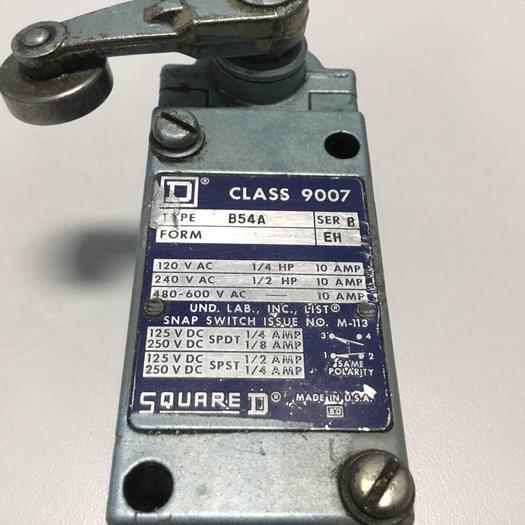 D® CLASS 9007
TYPE B54A SER B
FORM EH
120 V AC 1/4 HP 10 AMP
240 V AC 1/2 HP 10 AMP
480-600 V AC — 10 AMP
UND. LAB., INC., LIST®
SNAP SWITCH ISSUE NO. M-113
125 V DC SPDT 1/4 AMP
250 V DC 1/8 AMP
3 4
125 V DC SPST 1/2 AMP
250 V DC 1/4 AMP
1 2
SAME
POLARITY
SQUARE D® MADE IN U.S.A.